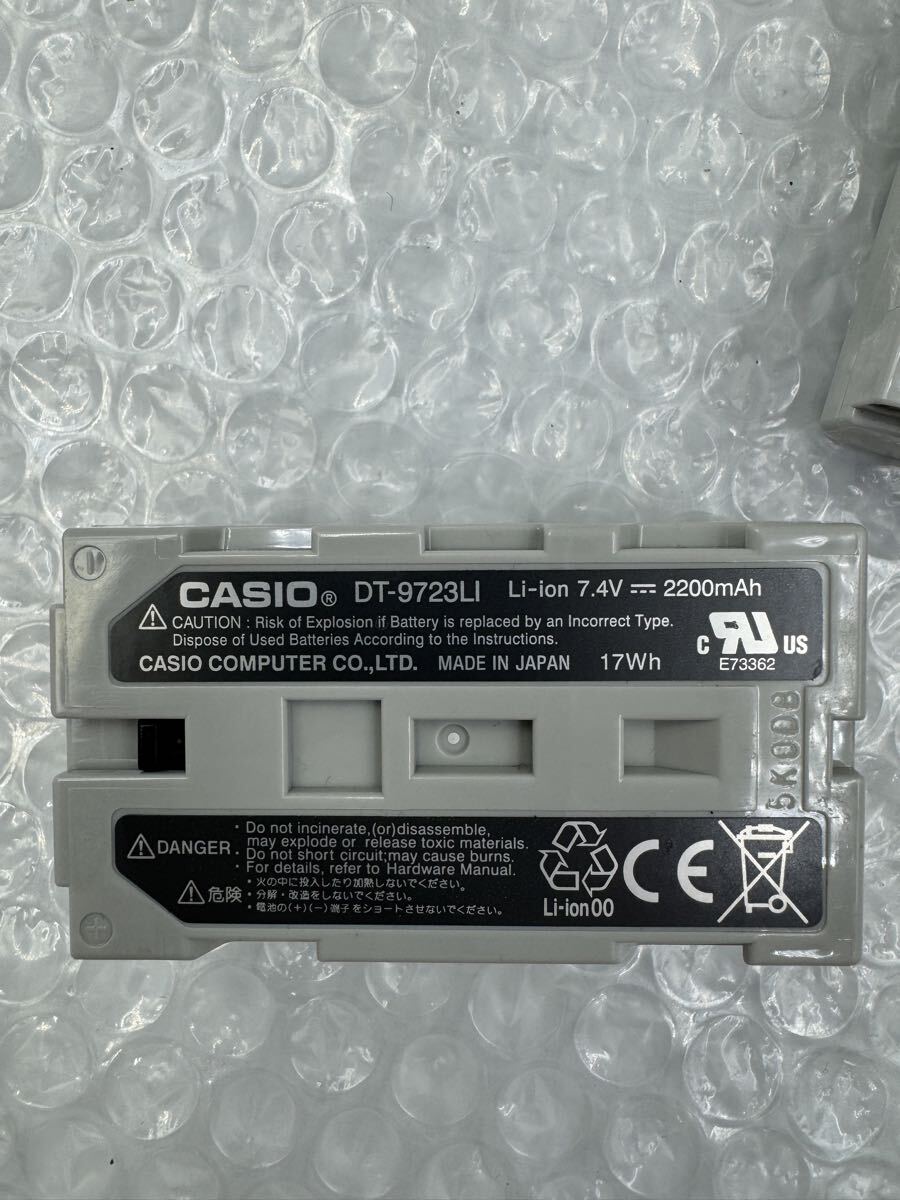 CASIO® DT-9723LI Li-ion 7.4V ⎓ 2200mAh
⚠ CAUTION : Risk of Explosion if Battery is replaced by an Incorrect Type.
Dispose of Used Batteries According to the Instructions.
CASIO COMPUTER CO.,LTD. MADE IN JAPAN 17Wh
C RU US
E73362
5K00B
⚠ DANGER
・Do not incinerate,(or)disassemble,
may explode or release toxic materials.
・Do not short circuit;may cause burns.
・For details, refer to Hardware Manual.
⚠ 危険
・火の中に投入したり加熱しないでください。
・分解・改造をしないでください。
・電池の(+)(−)端子をショートさせないでください。
Li-ion00
CE